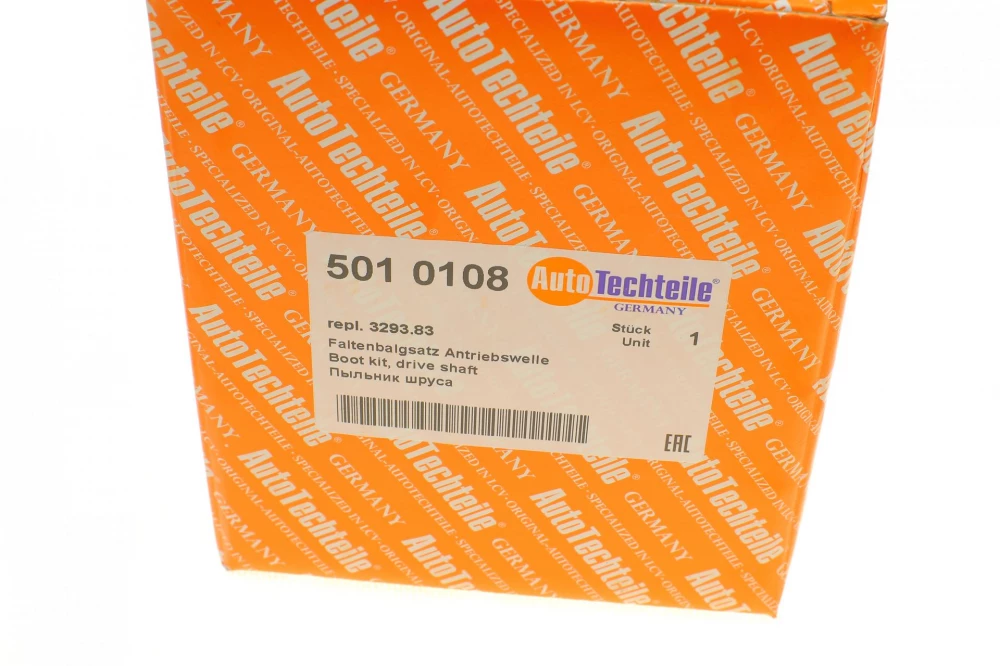 501 0108
AutoTechteile®
GERMANY
repl. 3293.83
Stück
Unit
1
Faltenbalgsatz Antriebswelle
Boot kit, drive shaft
Пыльник шруса
EAC
AutoTechteile® GERMANY
SPECIALIZED IN LCV · ORIGINAL-AUTOTECHTEILE